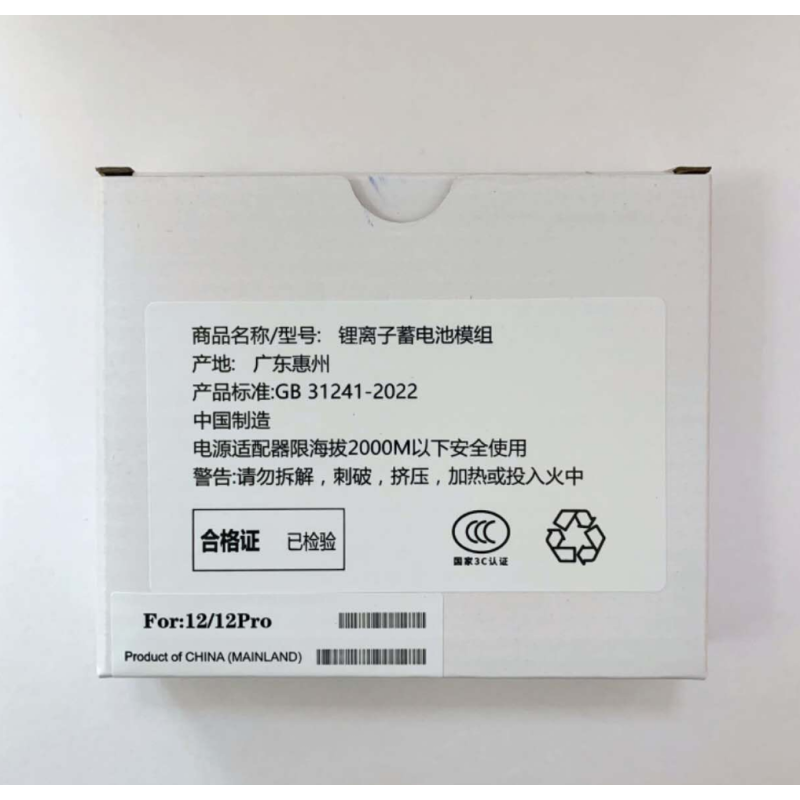 商品名称/型号: 锂离子蓄电池模组
产地: 广东惠州
产品标准:GB 31241-2022
中国制造
电源适配器限海拔2000M以下安全使用
警告:请勿拆解，刺破，挤压，加热或投入火中
合格证 已检验
CCC
国家3C认证
For:12/12Pro
Product of CHINA (MAINLAND)